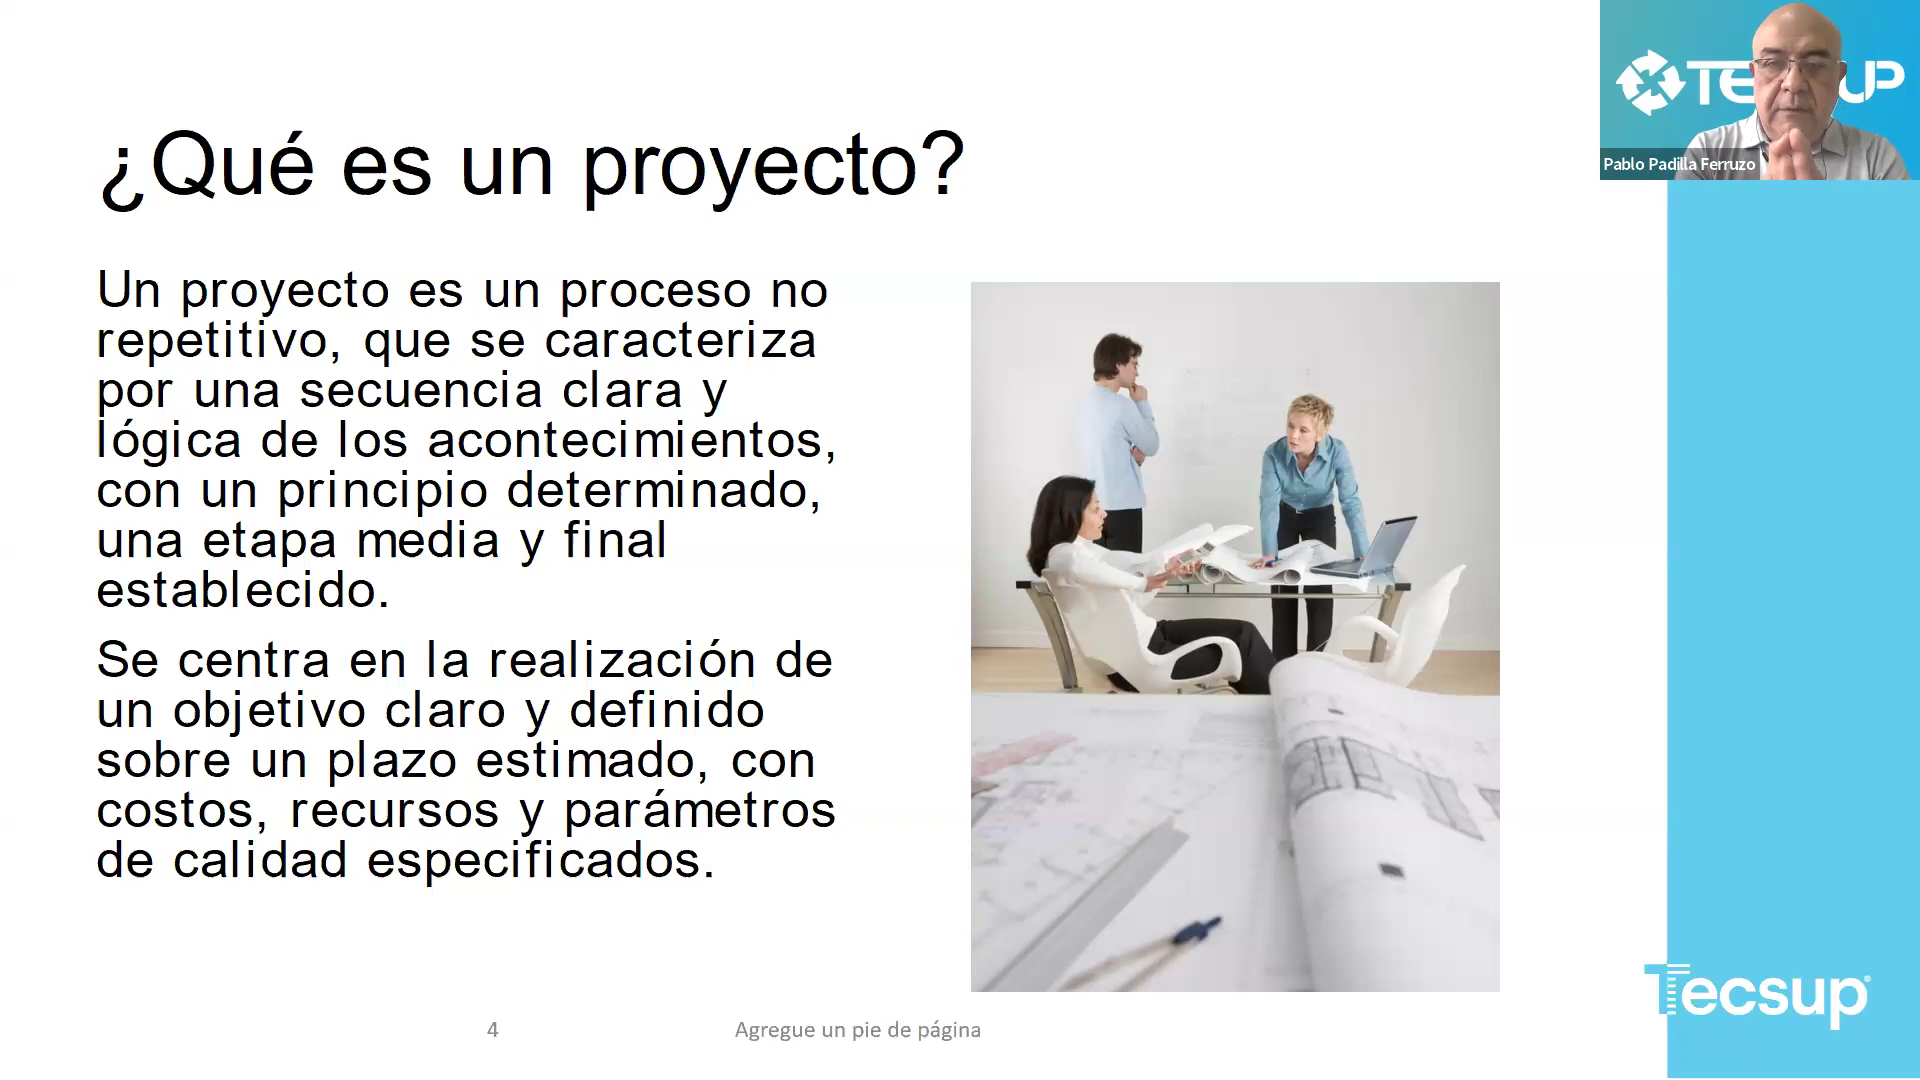 ¿Qué es un proyecto?
Un proyecto es un proceso no
repetitivo, que se caracteriza
por una secuencia clara y
lógica de los acontecimientos,
con un principio determinado,
una etapa media y final
establecido.
Se centra en la realización de
un objetivo claro y definido
sobre un plazo estimado, con
costos, recursos y parámetros
de calidad especificados.
4
Agregue un pie de página
Pablo Padilla Ferruzo
Tecsup®